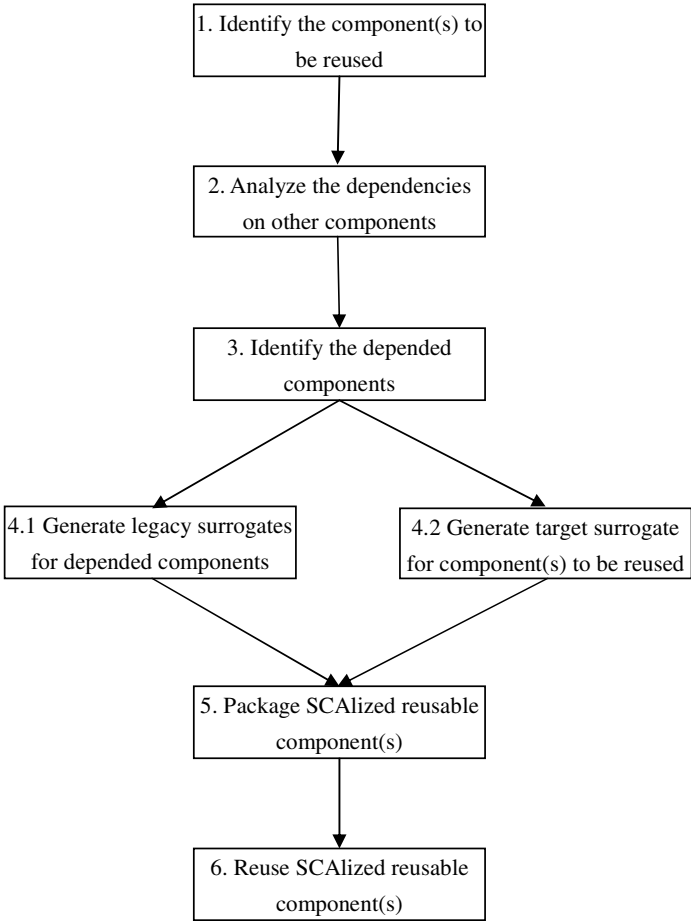 1. Identify the component(s) to
be reused
2. Analyze the dependencies
on other components
3. Identify the depended
components
4.1 Generate legacy surrogates
for depended components
4.2 Generate target surrogate
for component(s) to be reused
5. Package SCAlized reusable
component(s)
6. Reuse SCAlized reusable
component(s)